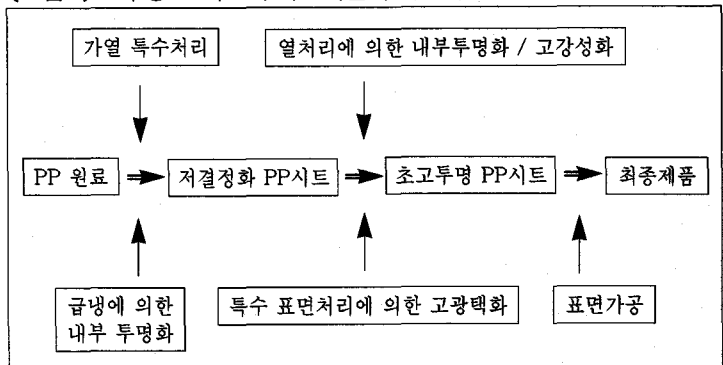 가열 특수처리
열처리에 의한 내부투명화 / 고강성화
PP 원료
저결정화 PP시트
초고투명 PP시트
최종제품
급냉에 의한
내부 투명화
특수 표면처리에 의한 고광택화
표면가공